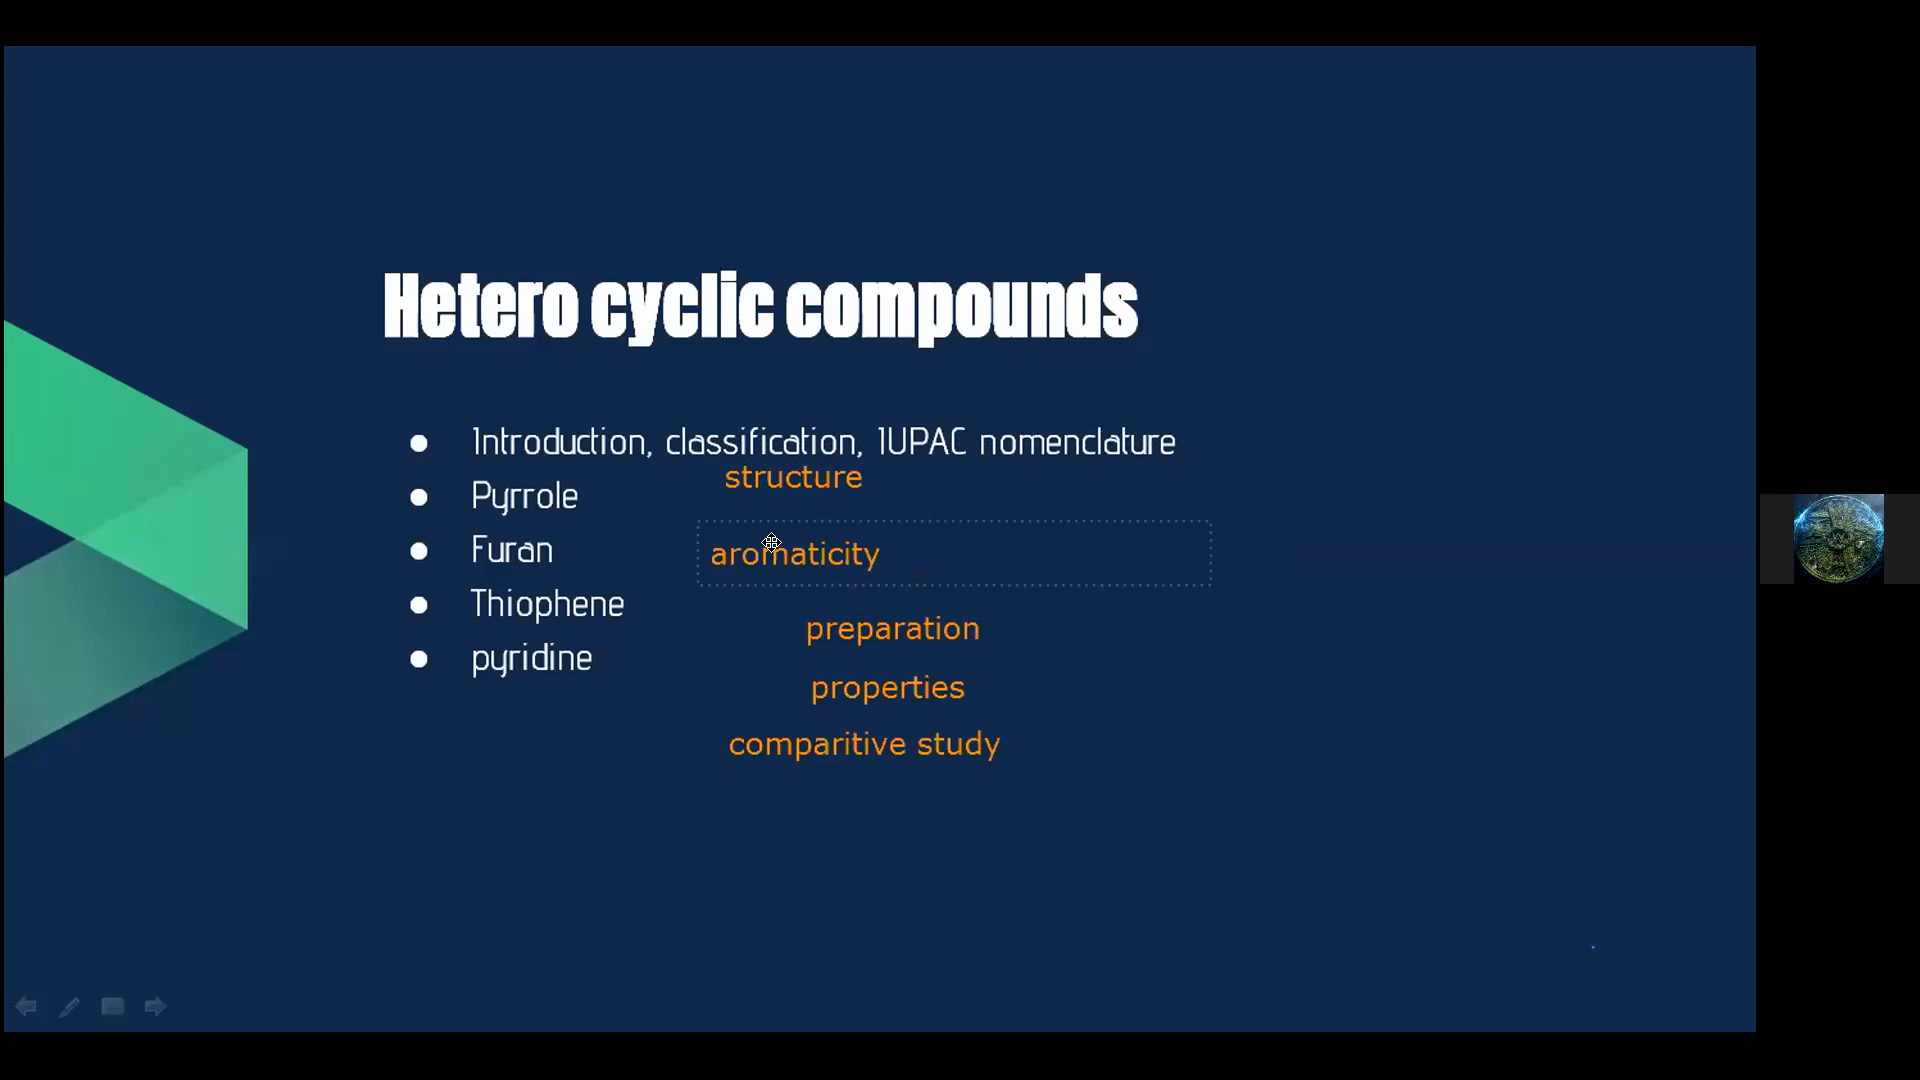 Hetero cyclic compounds
Introduction, classification, IUPAC nomenclature
structure
Pyrrole
Furan
aromaticity
Thiophene
preparation
pyridine
properties
comparitive study